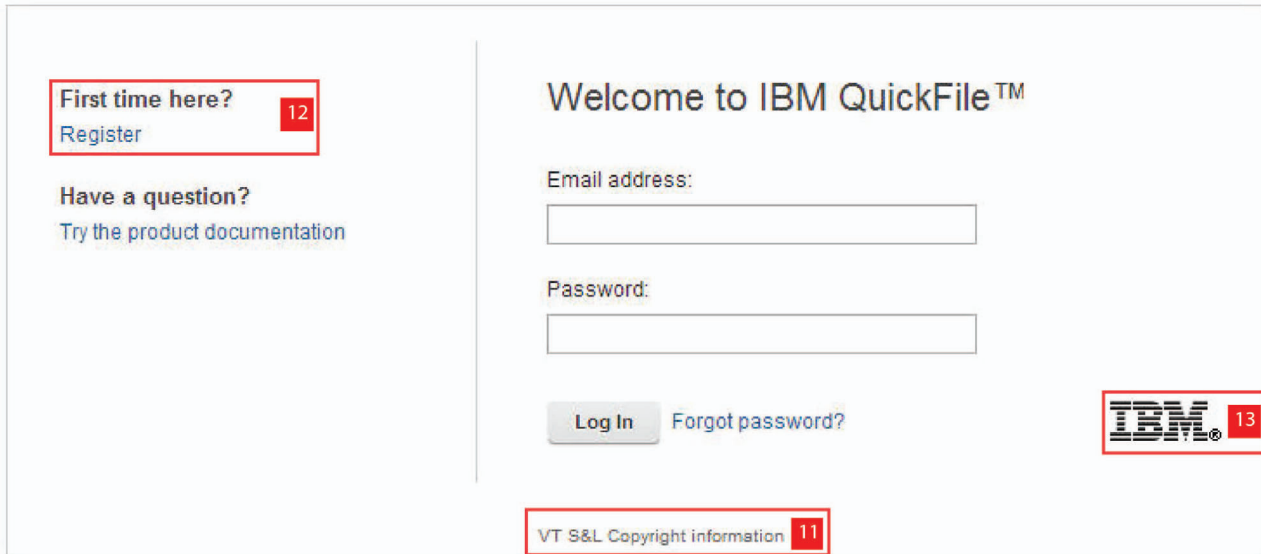 First time here?
12
Register
Have a question?
Try the product documentation
Welcome to IBM QuickFile™
Email address:
Password:
Log In
Forgot password?
IBM®
13
VT S&L Copyright information
11